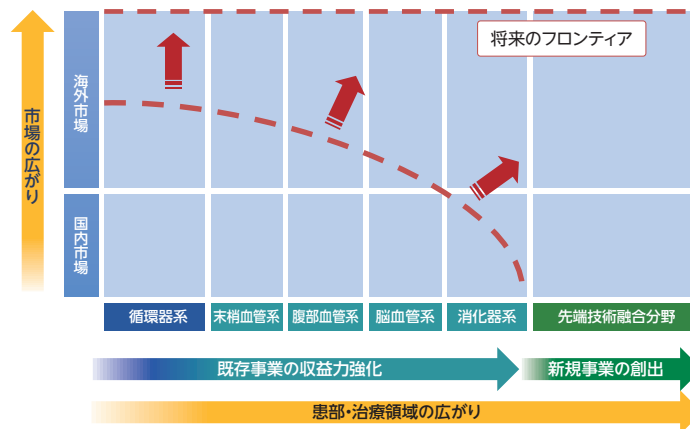 将来のフロンティア
市場の広がり
海外市場
国内市場
循環器系
末梢血管系
腹部血管系
脳血管系
消化器系
先端技術融合分野
既存事業の収益力強化
新規事業の創出
患部・治療領域の広がり